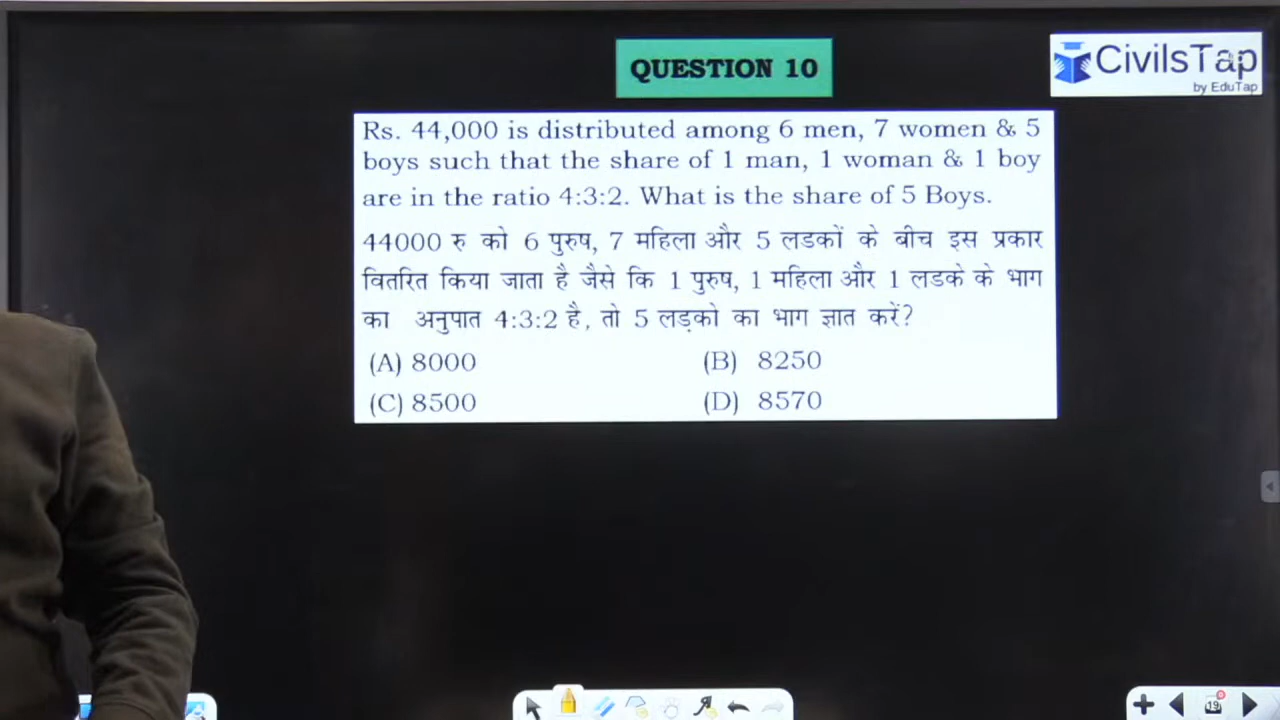 QUESTION 10
CivilsTap
by EduTap
Rs. 44,000 is distributed among 6 men, 7 women & 5
boys such that the share of 1 man, 1 woman & 1 boy
are in the ratio 4:3:2. What is the share of 5 Boys.
44000 रु को 6 पुरुष, 7 महिला और 5 लडकों के बीच इस प्रकार
वितरित किया जाता है जैसे कि 1 पुरुष, 1 महिला और 1 लडके के भाग
का अनुपात 4:3:2 है, तो 5 लड़को का भाग ज्ञात करें?
(A) 8000 (B) 8250
(C) 8500 (D) 8570
19